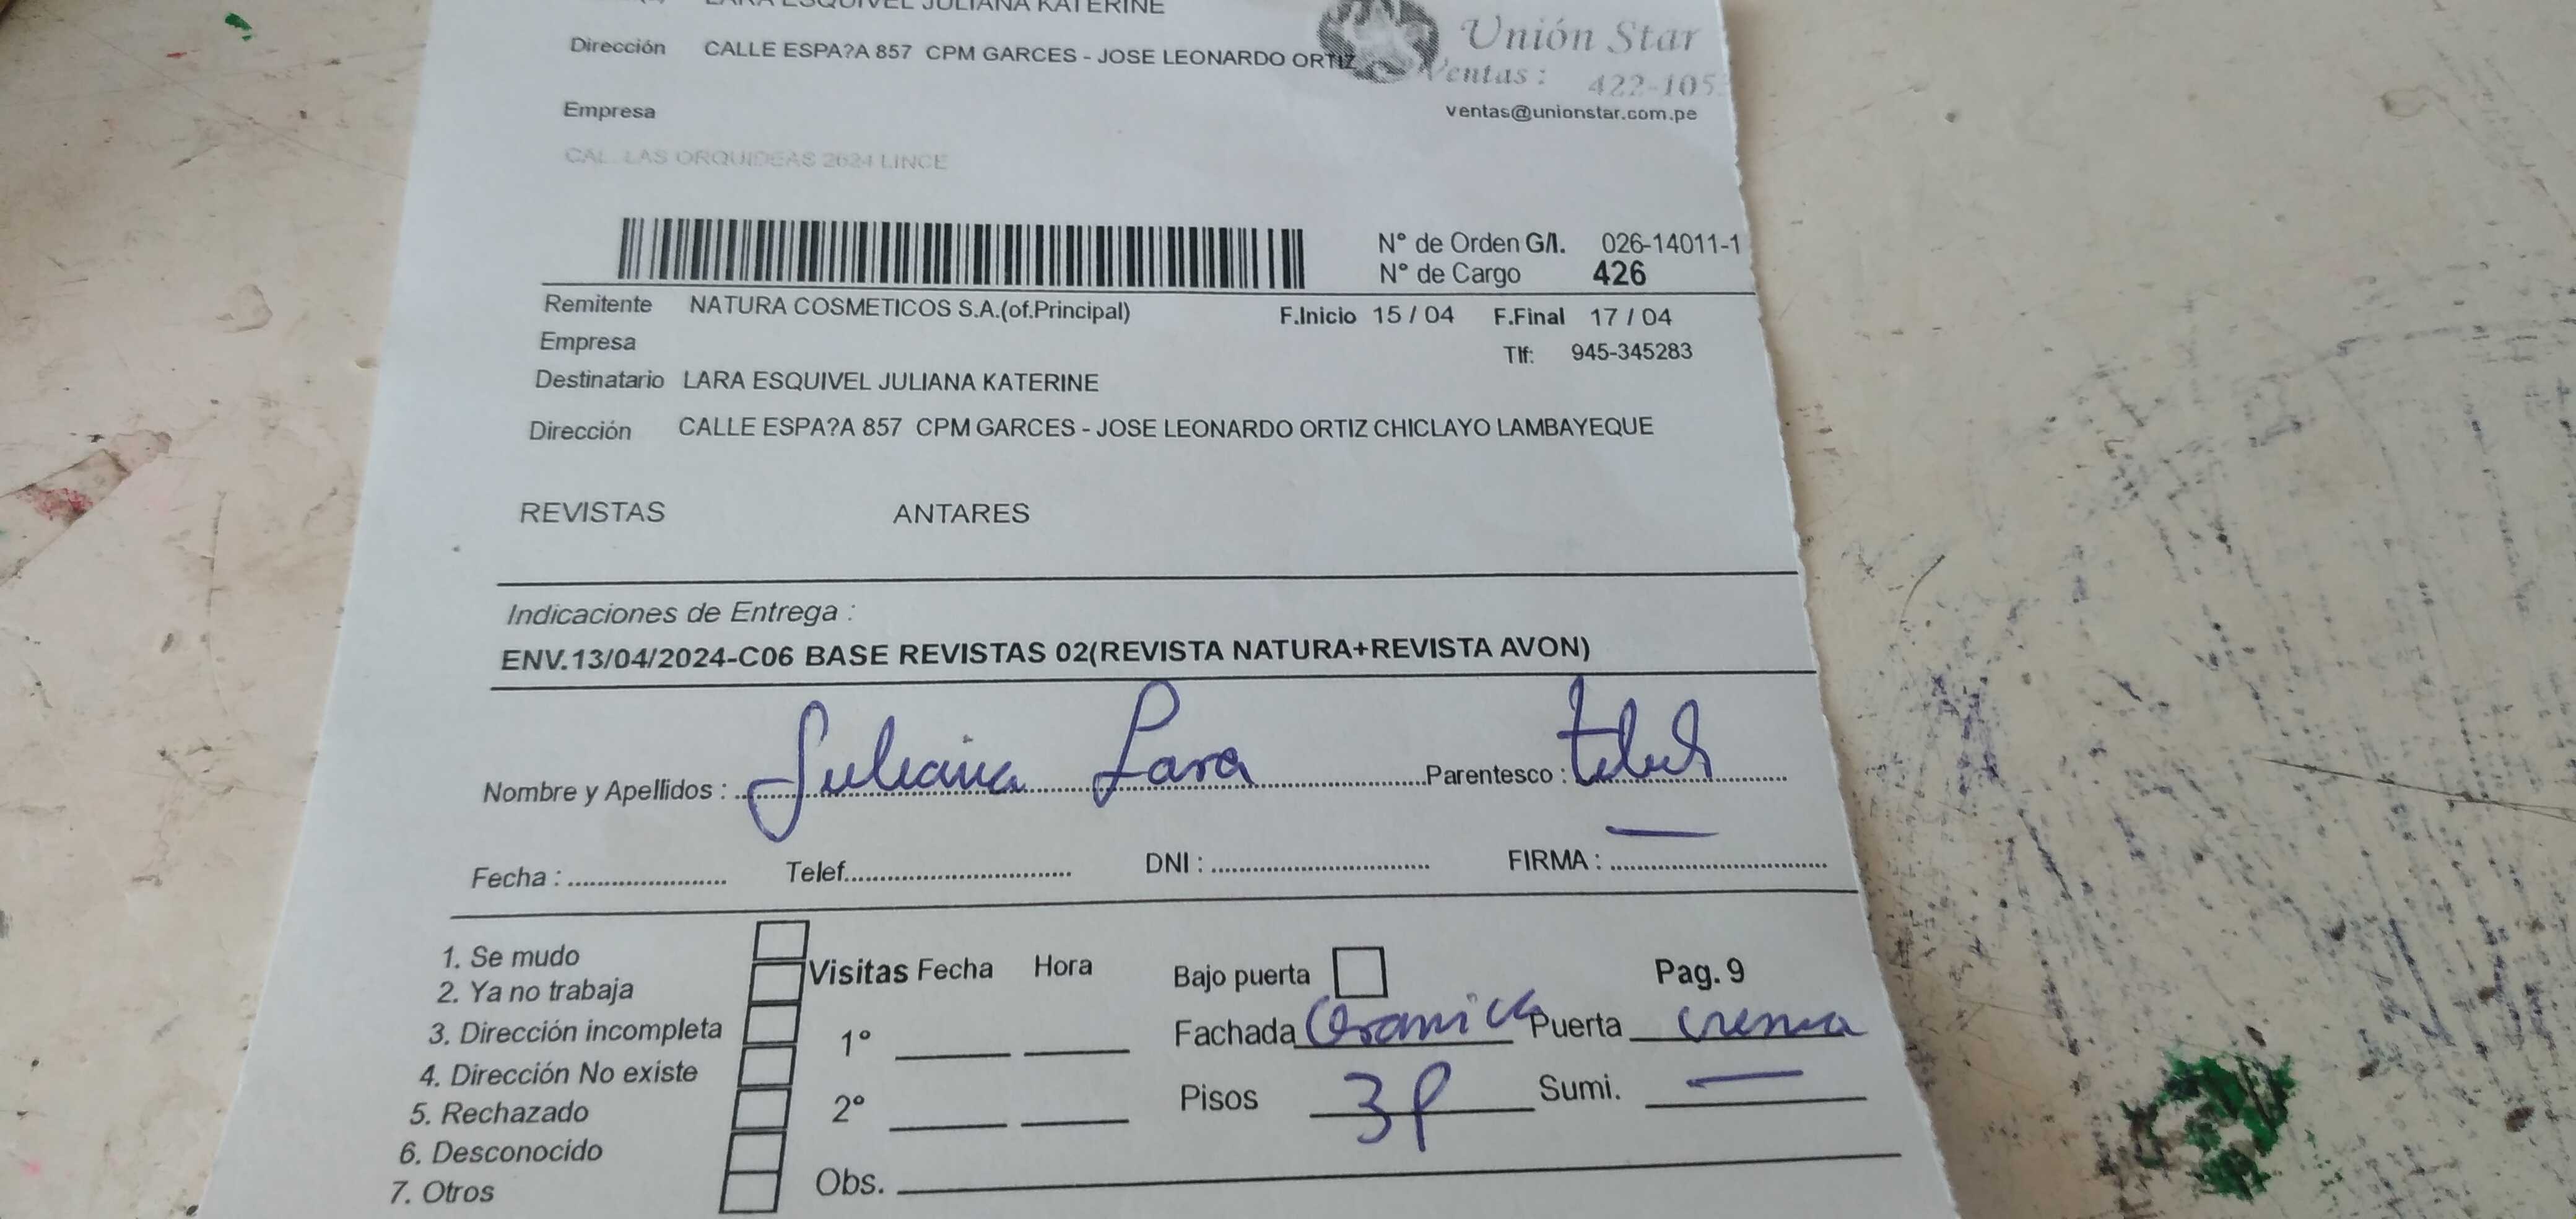 LARA ESQUIVEL JULIANA KATERINE
Dirección CALLE ESPA?A 857 CPM GARCES - JOSE LEONARDO ORTIZ
Unión Star
Ventas : 422-105
ventas@unionstar.com.pe
Empresa
CAL. LAS ORQUIDEAS 2624 LINCE
N° de Orden G/I. 026-14011-1
N° de Cargo 426
Remitente NATURA COSMETICOS S.A.(of.Principal) F.Inicio 15 / 04 F.Final 17 / 04
Empresa Tlf: 945-345283
Destinatario LARA ESQUIVEL JULIANA KATERINE
Dirección CALLE ESPA?A 857 CPM GARCES - JOSE LEONARDO ORTIZ CHICLAYO LAMBAYEQUE
REVISTAS ANTARES
Indicaciones de Entrega :
ENV.13/04/2024-C06 BASE REVISTAS 02(REVISTA NATURA+REVISTA AVON)
Nombre y Apellidos : Juliana Lara Parentesco :
Fecha : Telef. DNI : FIRMA :
1. Se mudo
2. Ya no trabaja
3. Dirección incompleta
4. Dirección No existe
5. Rechazado
6. Desconocido
7. Otros
Visitas Fecha Hora
1°
2°
Obs.
Bajo puerta Pag. 9
Fachada Puerta crema
Pisos 3P Sumi. —